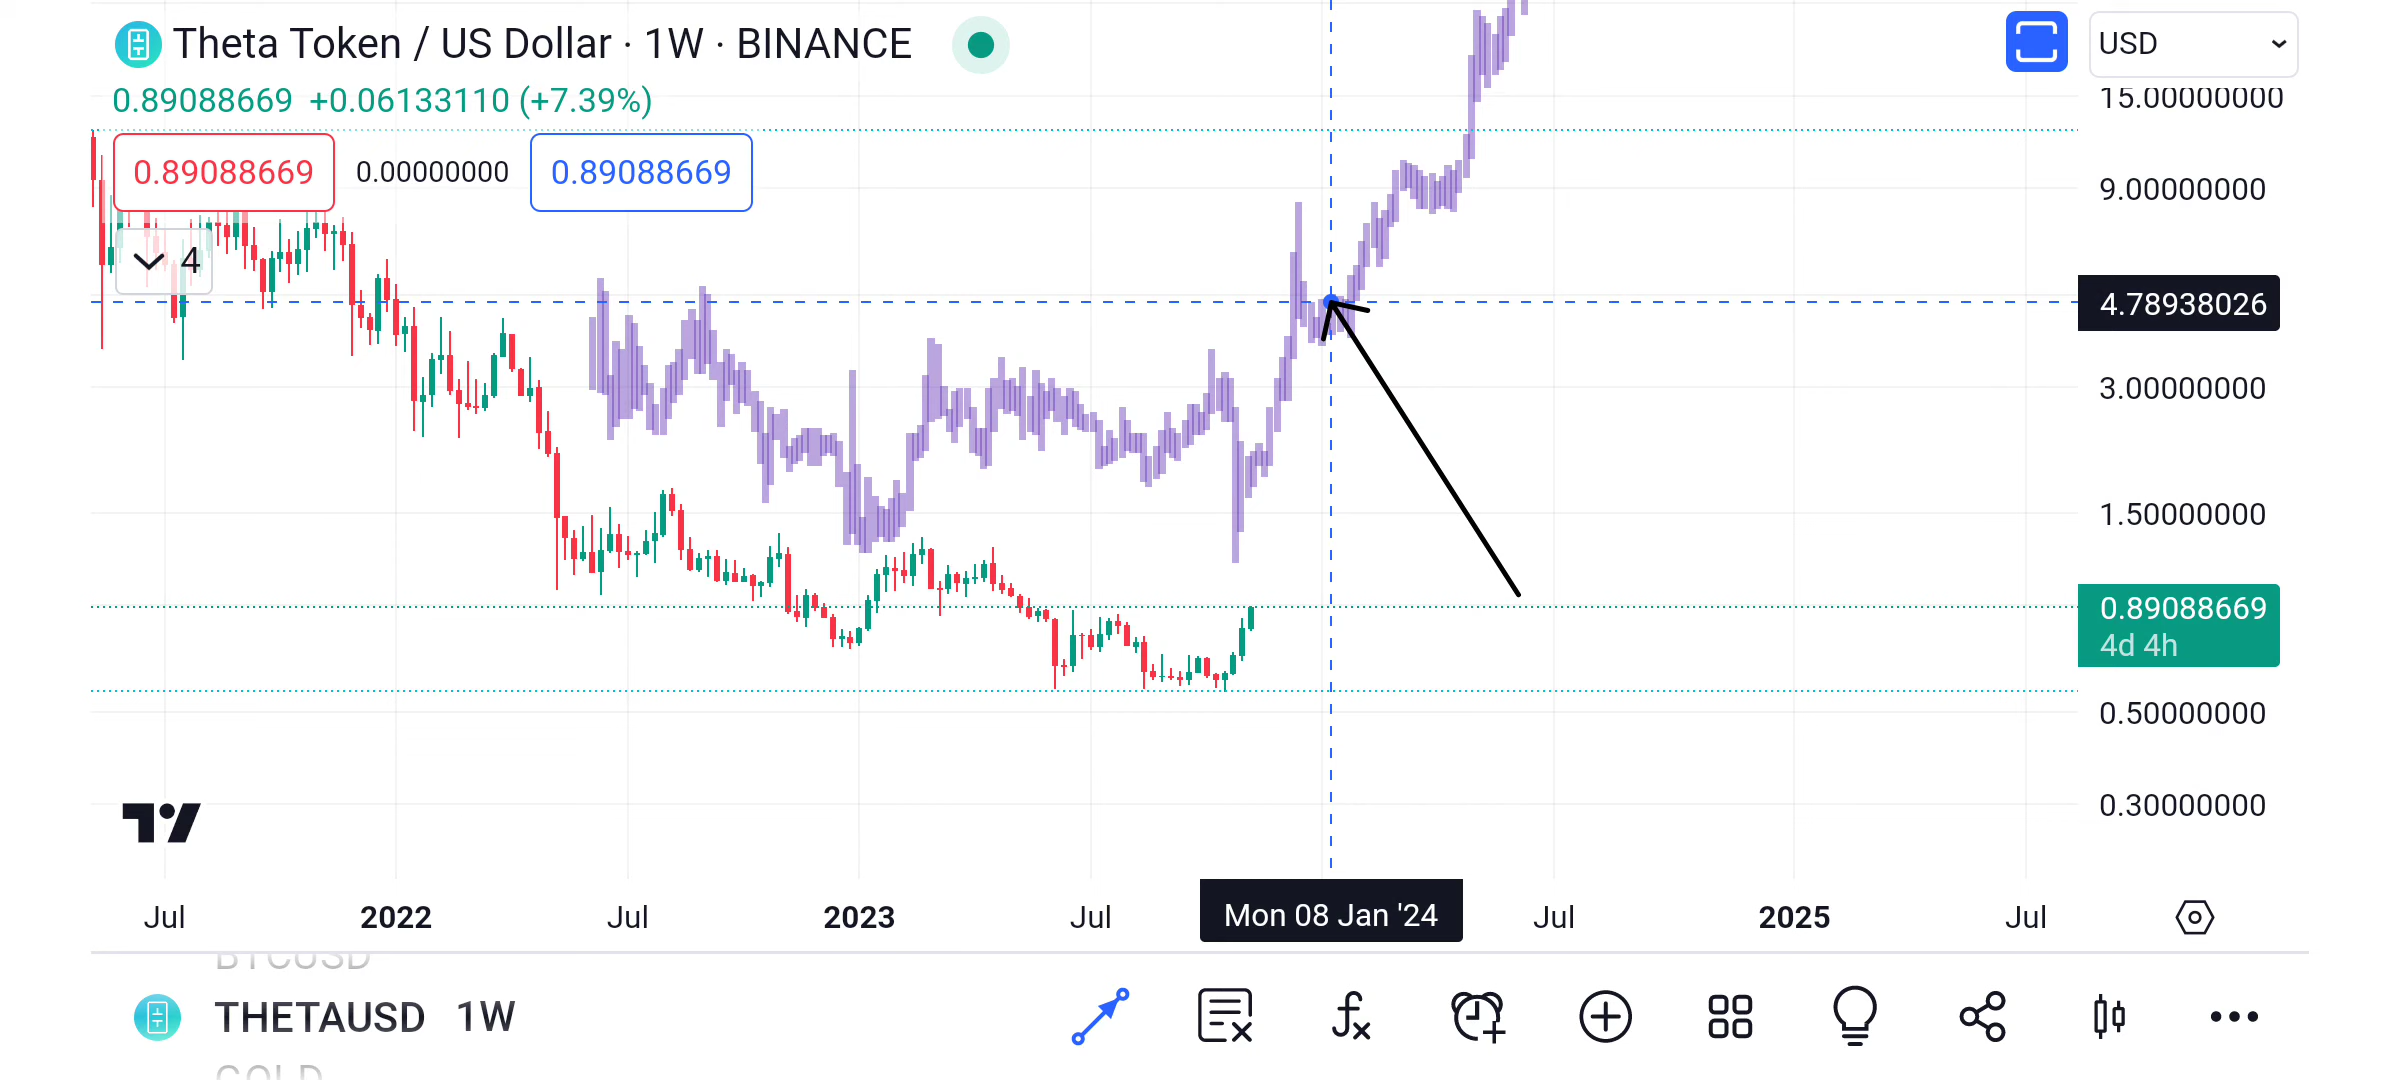 Theta Token / US Dollar · 1W · BINANCE
USD
0.89088669 +0.06133110 (+7.39%)
15.00000000
0.89088669 0.00000000 0.89088669
9.00000000
4
4.78938026
3.00000000
1.50000000
0.89088669
4d 4h
0.50000000
0.30000000
Jul 2022 Jul 2023 Jul Mon 08 Jan '24 Jul 2025 Jul
BTCUSD
THETAUSD 1W
GOLD